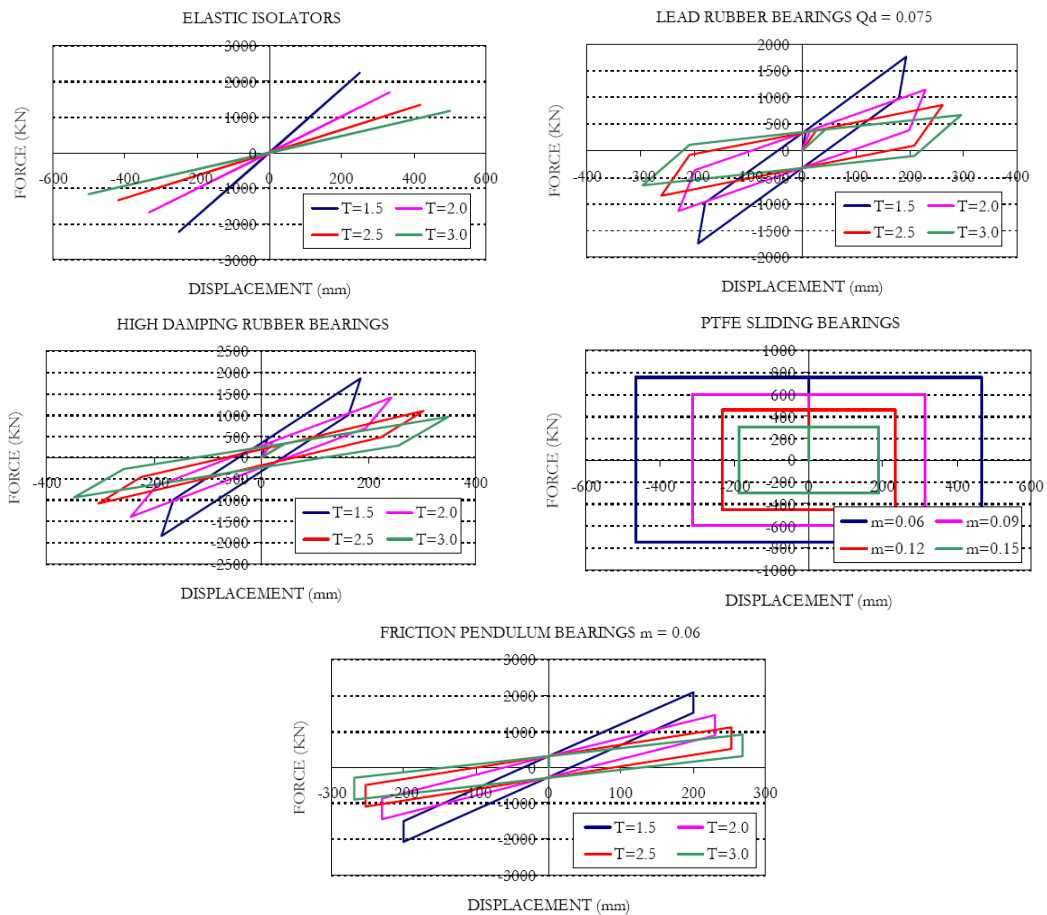 ELASTIC ISOLATORS
3000
2000
1000
0
-1000
-2000
-3000
-600
-400
-200
0
200
400
600
FORCE (KN)
T=1.5
T=2.0
T=2.5
T=3.0
DISPLACEMENT (mm)
LEAD RUBBER BEARINGS Qd = 0.075
2000
1500
1000
500
0
-500
-1000
-1500
-2000
-400
-300
-200
-100
0
100
200
300
400
FORCE (KN)
T=1.5
T=2.0
T=2.5
T=3.0
DISPLACEMENT (mm)
HIGH DAMPING RUBBER BEARINGS
2500
2000
1500
1000
500
0
-500
-1000
-1500
-2000
-2500
-400
-200
0
200
400
FORCE (KN)
T=1.5
T=2.0
T=2.5
T=3.0
DISPLACEMENT (mm)
PTFE SLIDING BEARINGS
1000
800
600
400
200
0
-200
-400
-600
-800
-1000
-600
-400
-200
0
200
400
600
FORCE (KN)
m=0.06
m=0.09
m=0.12
m=0.15
DISPLACEMENT (mm)
FRICTION PENDULUM BEARINGS m = 0.06
3000
2000
1000
0
-1000
-2000
-3000
-300
-200
-100
0
100
200
300
FORCE (KN)
T=1.5
T=2.0
T=2.5
T=3.0
DISPLACEMENT (mm)